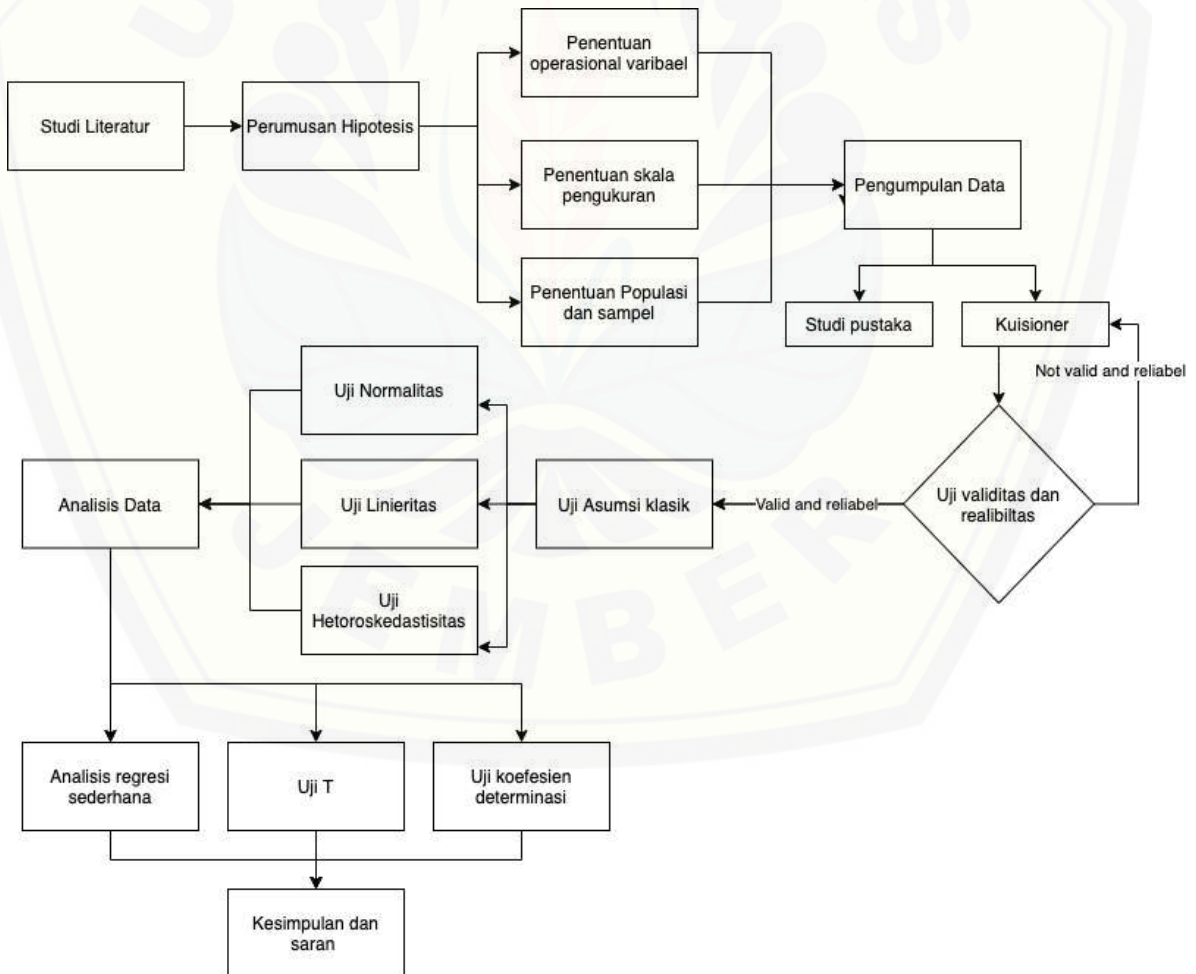 Penentuan
operasional varibael
Studi Literatur
Perumusan Hipotesis
Penentuan skala
pengukuran
Pengumpulan Data
Penentuan Populasi
dan sampel
Studi pustaka
Kuisioner
Not valid and reliabel
Uji validitas dan
realibiltas
Valid and reliabel
Uji Asumsi klasik
Uji Normalitas
Uji Linieritas
Uji
Hetoroskedastisitas
Analisis Data
Analisis regresi
sederhana
Uji T
Uji koefesien
determinasi
Kesimpulan dan
saran
JEMBER